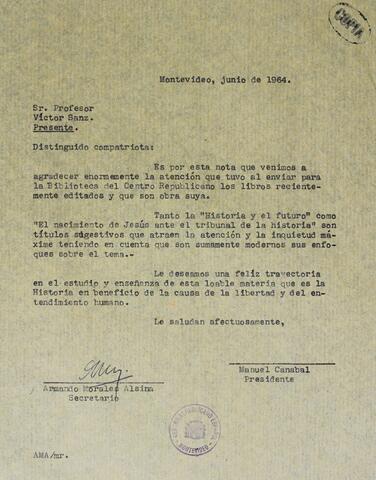 COPIA
Montevideo, junio de 1964.
Sr. Profesor
Víctor Sanz.
Presente.
Distinguido compatriota:
Es por esta nota que venimos a
agradecer enormemente la atención que tuvo al enviar para
la Biblioteca del Centro Republicano los libros reciente-
mente editados y que son obra suya.
Tanto la "Historia y el futuro" como
"El nacimiento de Jesús ante el tribunal de la historia" son
títulos sugestivos que atraen la atención y la inquietud má-
xime teniendo en cuenta que son sumamente modernos sus enfo-
ques sobre el tema.-
Le deseamos una feliz trayectoria
en el estudio y enseñanza de esta loable materia que es la
Historia en beneficio de la causa de la libertad y del en-
tendimiento humano.
Le saludan afectuosamente,
Armando Morales Alsina
Secretario
Manuel Canabal
Presidente
CENTRO REPUBLICANO ESPAÑOL
MONTEVIDEO
AMA/mr.